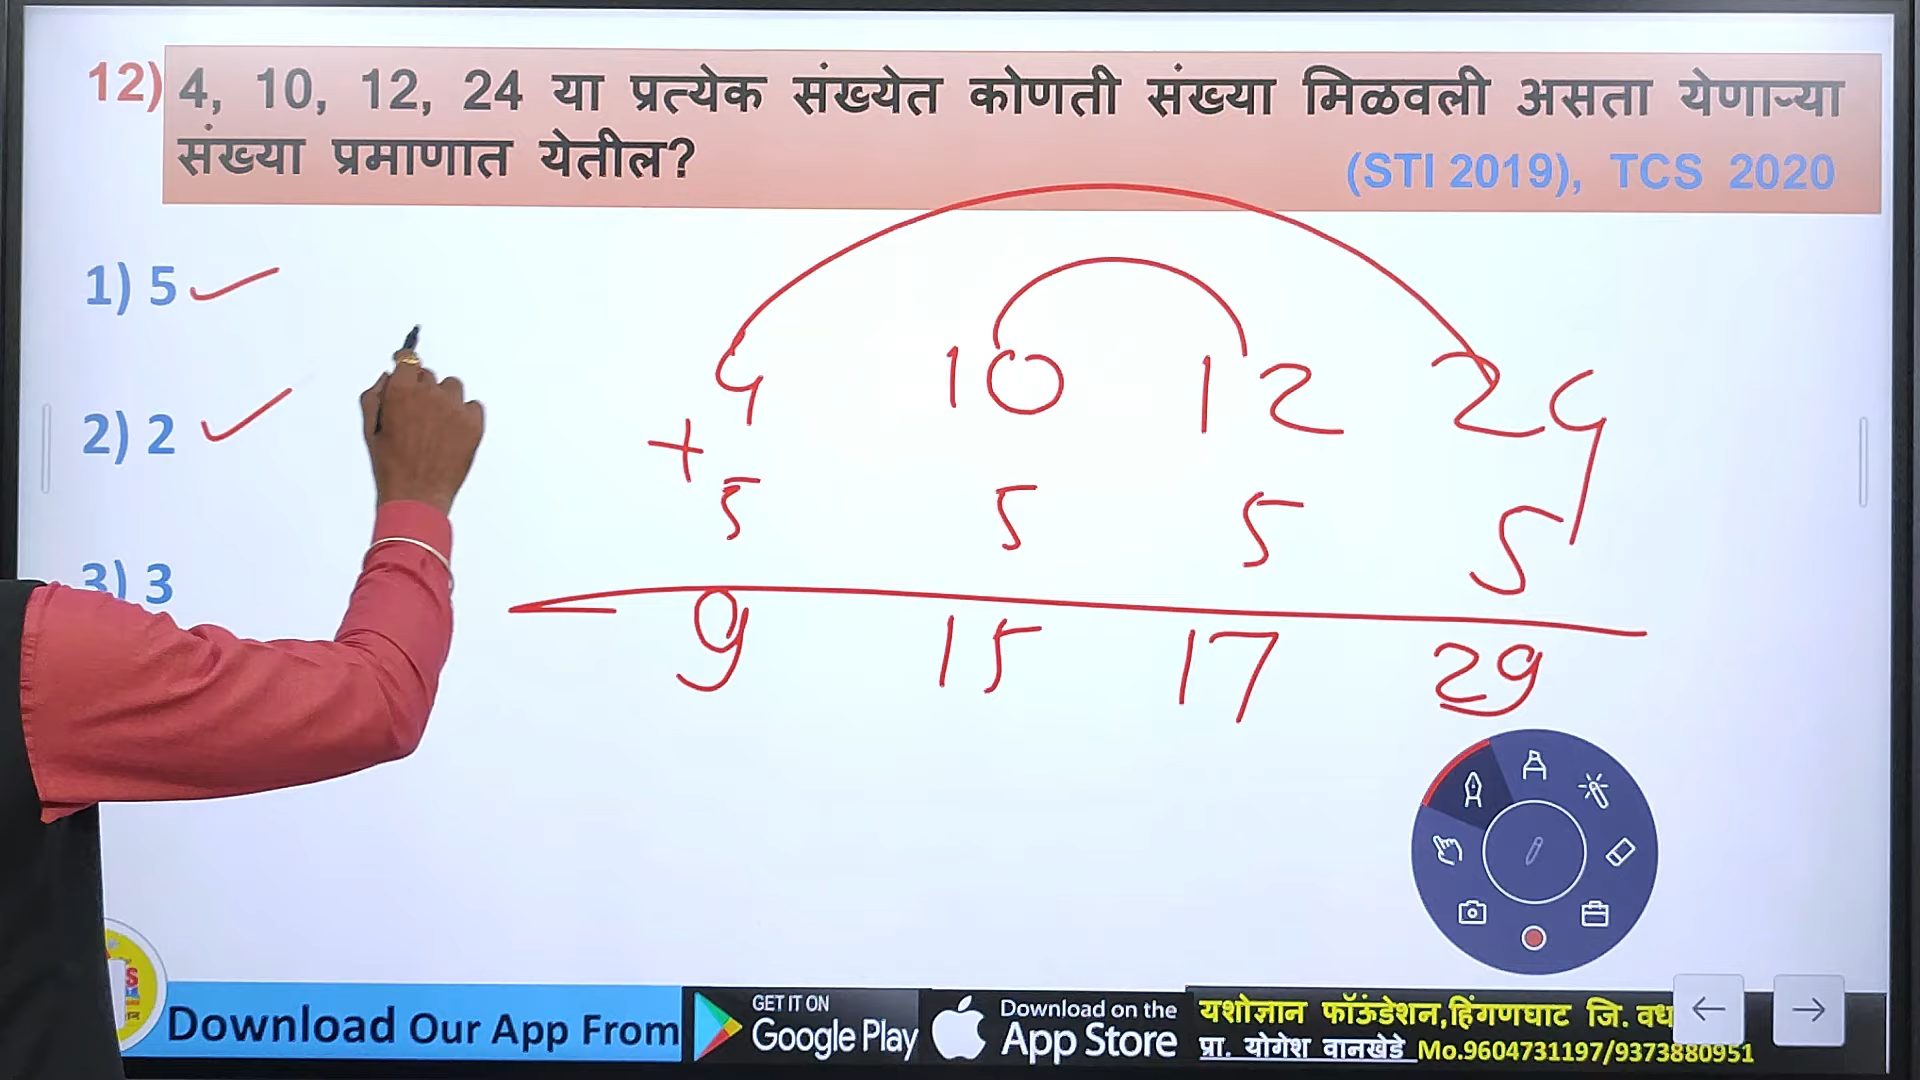 12) 4, 10, 12, 24 या प्रत्येक संख्येत कोणती संख्या मिळवली असता येणाऱ्या
संख्या प्रमाणात येतील?
(STI 2019), TCS 2020
1) 5
2) 2
3) 3
4 10 12 24
+
5 5 5 5
9 15 17 29
Download Our App From
GET IT ON
Google Play
Download on the
App Store
यशोज्ञान फॉऊंडेशन,हिंगणघाट जि. वध
प्रा. योगेश वानखेडे Mo.9604731197/9373880951